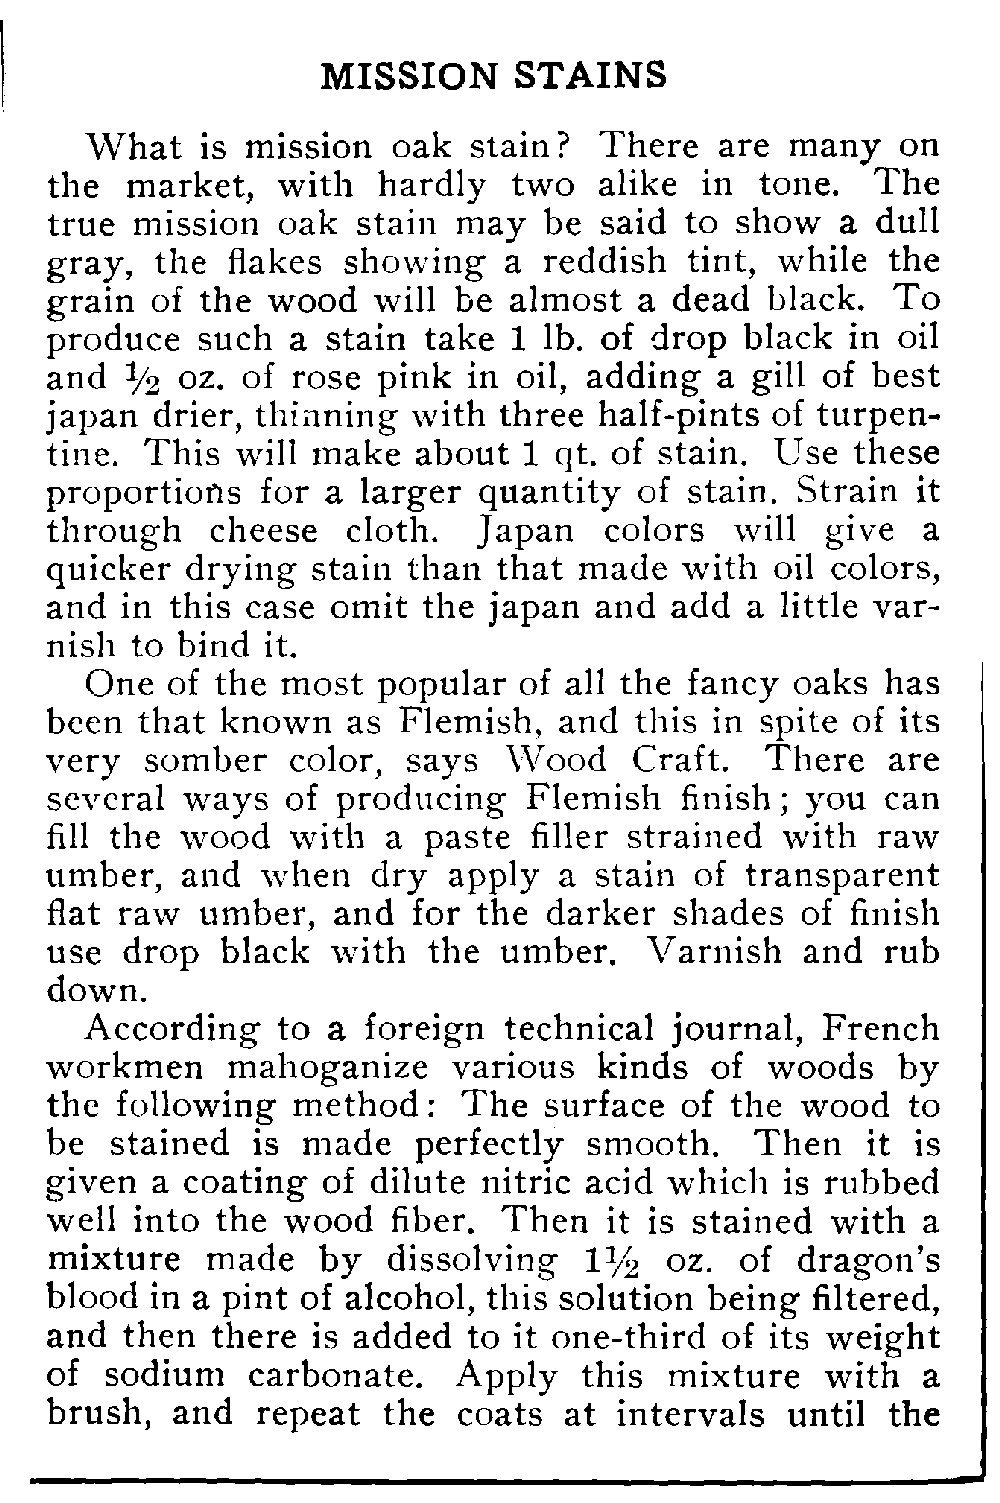 MISSION STAINS
What is mission oak stain? There are many on
the market, with hardly two alike in tone. The
true mission oak stain may be said to show a dull
gray, the flakes showing a reddish tint, while the
grain of the wood will be almost a dead black. To
produce such a stain take 1 lb. of drop black in oil
and ½ oz. of rose pink in oil, adding a gill of best
japan drier, thinning with three half-pints of turpen-
tine. This will make about 1 qt. of stain. Use these
proportions for a larger quantity of stain. Strain it
through cheese cloth. Japan colors will give a
quicker drying stain than that made with oil colors,
and in this case omit the japan and add a little var-
nish to bind it.
One of the most popular of all the fancy oaks has
been that known as Flemish, and this in spite of its
very somber color, says Wood Craft. There are
several ways of producing Flemish finish; you can
fill the wood with a paste filler strained with raw
umber, and when dry apply a stain of transparent
flat raw umber, and for the darker shades of finish
use drop black with the umber. Varnish and rub
down.
According to a foreign technical journal, French
workmen mahoganize various kinds of woods by
the following method: The surface of the wood to
be stained is made perfectly smooth. Then it is
given a coating of dilute nitric acid which is rubbed
well into the wood fiber. Then it is stained with a
mixture made by dissolving 1½ oz. of dragon's
blood in a pint of alcohol, this solution being filtered,
and then there is added to it one-third of its weight
of sodium carbonate. Apply this mixture with a
brush, and repeat the coats at intervals until the